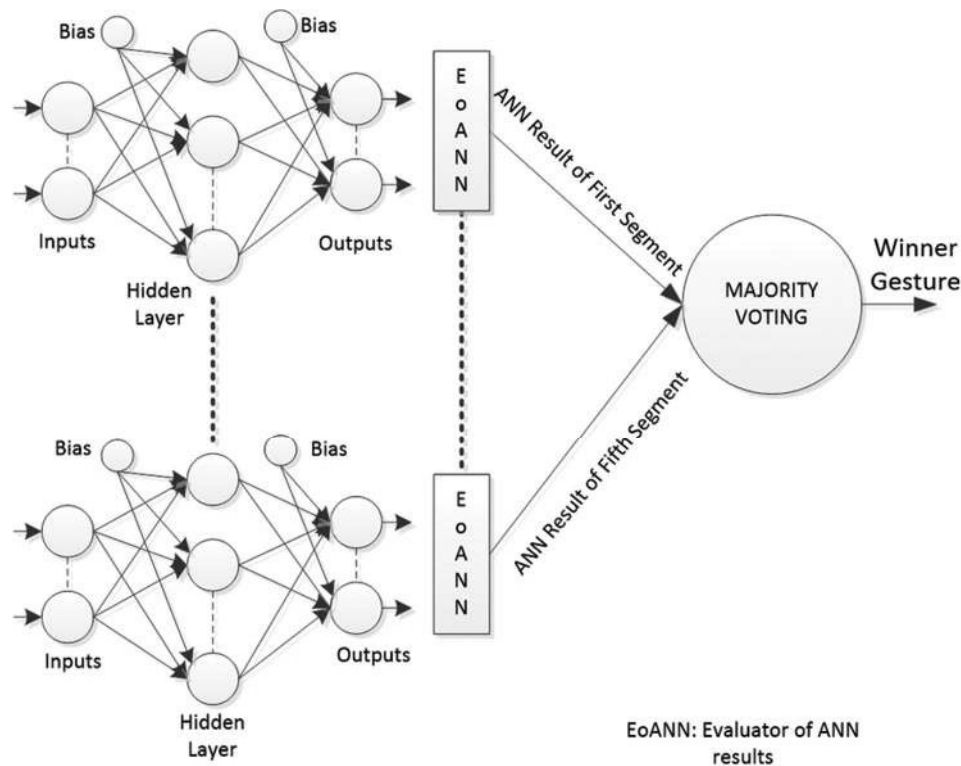 Bias
Bias
Inputs
Hidden
Layer
Outputs
E
o
A
N
N
ANN Result of First Segment
MAJORITY
VOTING
Winner
Gesture
Bias
Bias
Inputs
Hidden
Layer
Outputs
E
o
A
N
N
ANN Result of Fifth Segment
EoANN: Evaluator of ANN
results